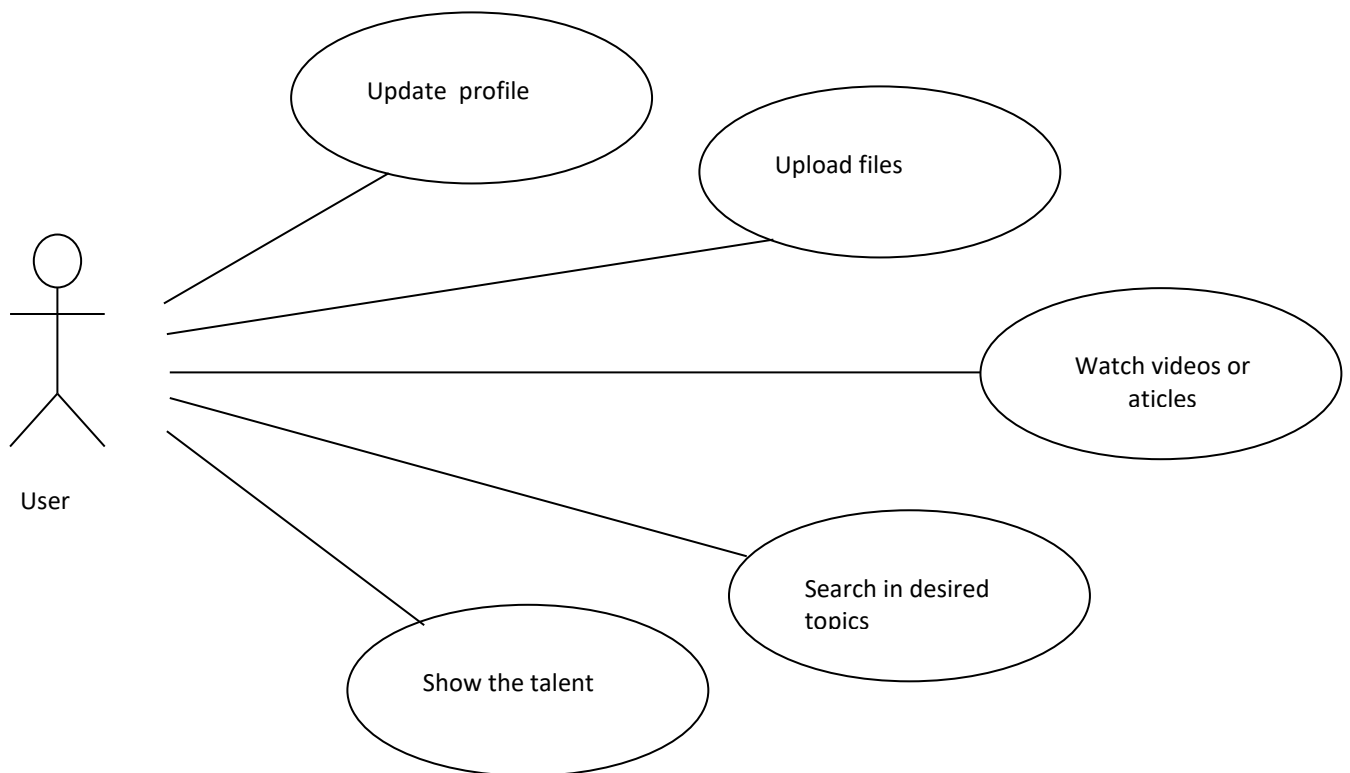 Update  profile
Upload files
Watch videos or
aticles
User
Search in desired
topics
Show the talent